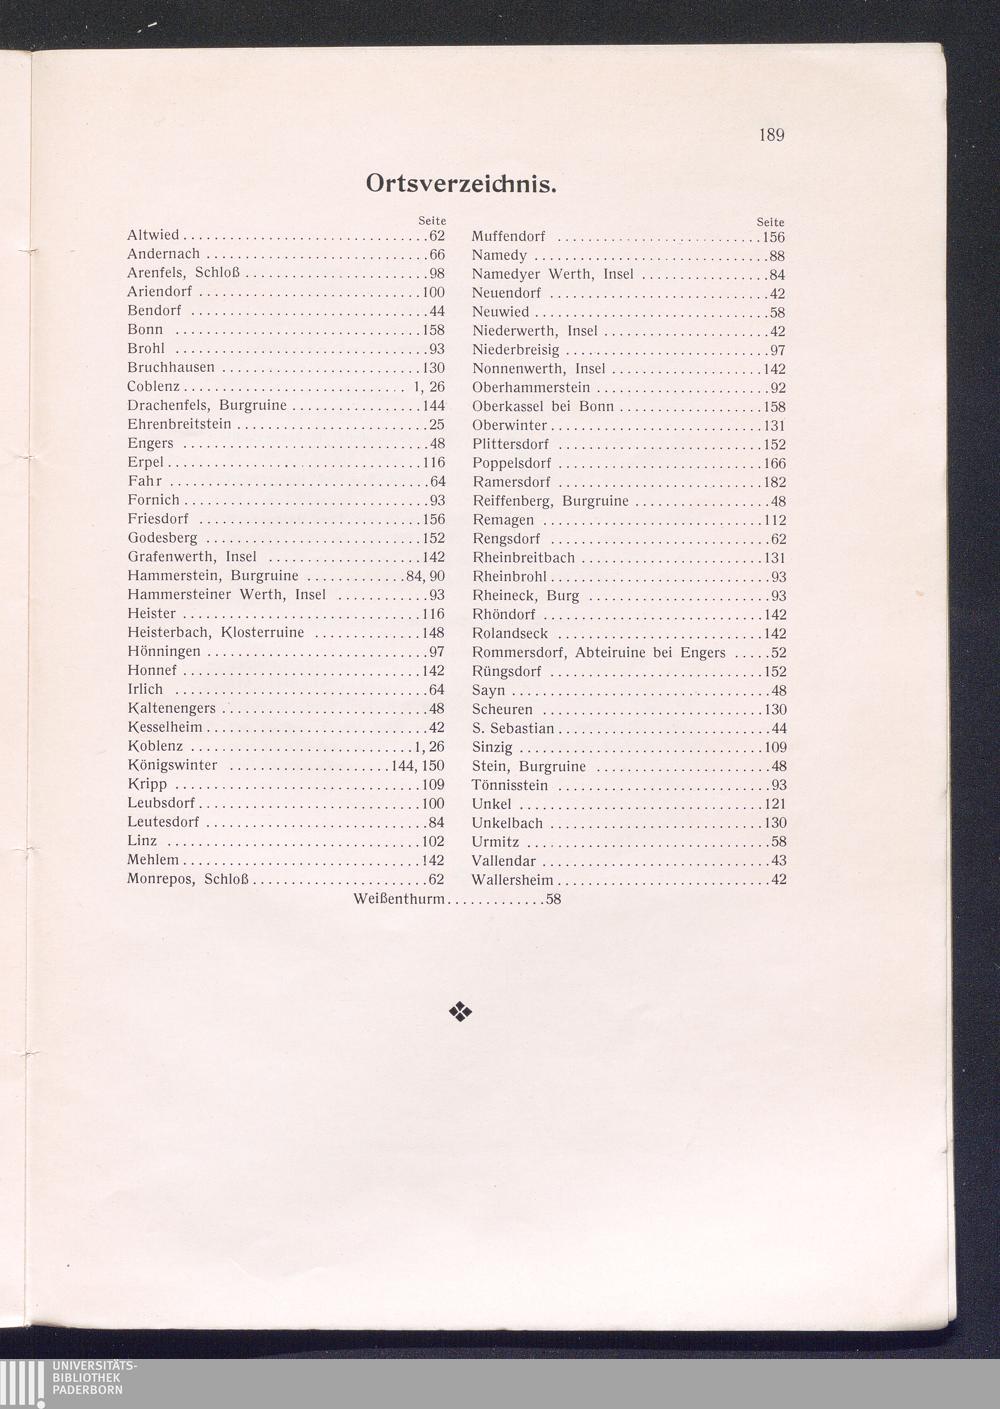 189
Ortsverzeichnis.
Seite
Altwied . . . . . . . . . . 62
Andernach . . . . . . . . . . 66
Arenfels, Schloß . . . . . . . . . . 98
Ariendorf . . . . . . . . . . 100
Bendorf . . . . . . . . . . 44
Bonn . . . . . . . . . . 158
Brohl . . . . . . . . . . 93
Bruchhausen . . . . . . . . . . 130
Coblenz . . . . . . . . . . 1, 26
Drachenfels, Burgruine . . . . . . . . . . 144
Ehrenbreitstein . . . . . . . . . . 25
Engers . . . . . . . . . . 48
Erpel . . . . . . . . . . 116
Fahr . . . . . . . . . . 64
Fornich . . . . . . . . . . 93
Friesdorf . . . . . . . . . . 156
Godesberg . . . . . . . . . . 152
Grafenwerth, Insel . . . . . . . . . . 142
Hammerstein, Burgruine . . . . . . . . . . 84, 90
Hammersteiner Werth, Insel . . . . . . . . . . 93
Heister . . . . . . . . . . 116
Heisterbach, Klosterruine . . . . . . . . . . 148
Hönningen . . . . . . . . . . 97
Honnef . . . . . . . . . . 142
Irlich . . . . . . . . . . 64
Kaltenengers . . . . . . . . . . 48
Kesselheim . . . . . . . . . . 42
Koblenz . . . . . . . . . . 1, 26
Königswinter . . . . . . . . . . 144, 150
Kripp . . . . . . . . . . 109
Leubsdorf . . . . . . . . . . 100
Leutesdorf . . . . . . . . . . 84
Linz . . . . . . . . . . 102
Mehlem . . . . . . . . . . 142
Monrepos, Schloß . . . . . . . . . . 62
Seite
Muffendorf . . . . . . . . . . 156
Namedy . . . . . . . . . . 88
Namedyer Werth, Insel . . . . . . . . . . 84
Neuendorf . . . . . . . . . . 42
Neuwied . . . . . . . . . . 58
Niederwerth, Insel . . . . . . . . . . 42
Niederbreisig . . . . . . . . . . 97
Nonnenwerth, Insel . . . . . . . . . . 142
Oberhammerstein . . . . . . . . . . 92
Oberkassel bei Bonn . . . . . . . . . . 158
Oberwinter . . . . . . . . . . 131
Plittersdorf . . . . . . . . . . 152
Poppelsdorf . . . . . . . . . . 166
Ramersdorf . . . . . . . . . . 182
Reiffenberg, Burgruine . . . . . . . . . . 48
Remagen . . . . . . . . . . 112
Rengsdorf . . . . . . . . . . 62
Rheinbreitbach . . . . . . . . . . 131
Rheinbrohl . . . . . . . . . . 93
Rheineck, Burg . . . . . . . . . . 93
Rhöndorf . . . . . . . . . . 142
Rolandseck . . . . . . . . . . 142
Rommersdorf, Abteiruine bei Engers . . . . . 52
Rüngsdorf . . . . . . . . . . 152
Sayn . . . . . . . . . . 48
Scheuren . . . . . . . . . . 130
S. Sebastian . . . . . . . . . . 44
Sinzig . . . . . . . . . . 109
Stein, Burgruine . . . . . . . . . . 48
Tönnisstein . . . . . . . . . . 93
Unkel . . . . . . . . . . 121
Unkelbach . . . . . . . . . . 130
Urmitz . . . . . . . . . . 58
Vallendar . . . . . . . . . . 43
Wallersheim . . . . . . . . . . 42
Weißenthurm . . . . . . . . . . 58
UNIVERSITÄTS-
BIBLIOTHEK
PADERBORN